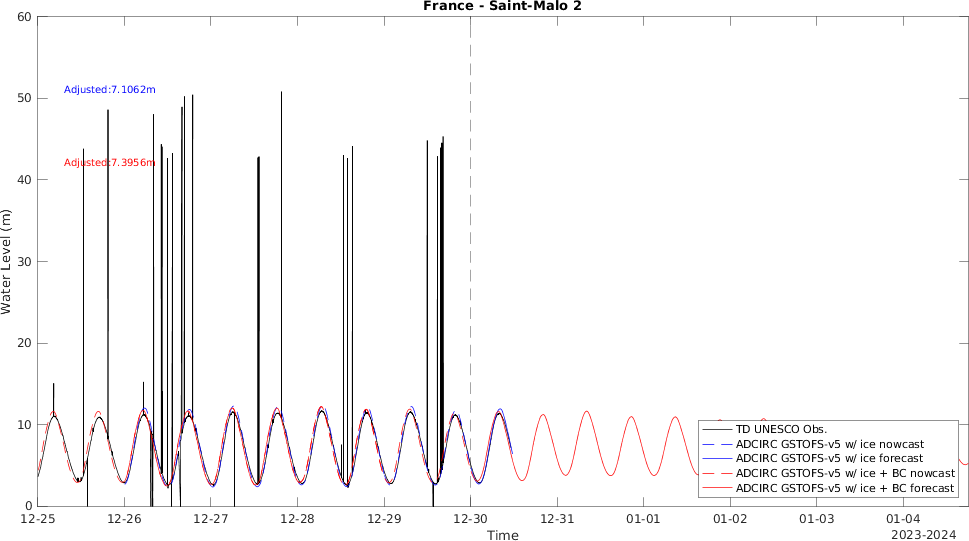 France - Saint-Malo 2
60
50
40
30
20
10
0
Water Level (m)
Adjusted:7.1062m
Adjusted:7.3956m
TD UNESCO Obs.
ADCIRC GSTOFS-v5 w/ ice nowcast
ADCIRC GSTOFS-v5 w/ ice forecast
ADCIRC GSTOFS-v5 w/ ice + BC nowcast
ADCIRC GSTOFS-v5 w/ ice + BC forecast
12-25 12-26 12-27 12-28 12-29 12-30 12-31 01-01 01-02 01-03 01-04
Time
2023-2024